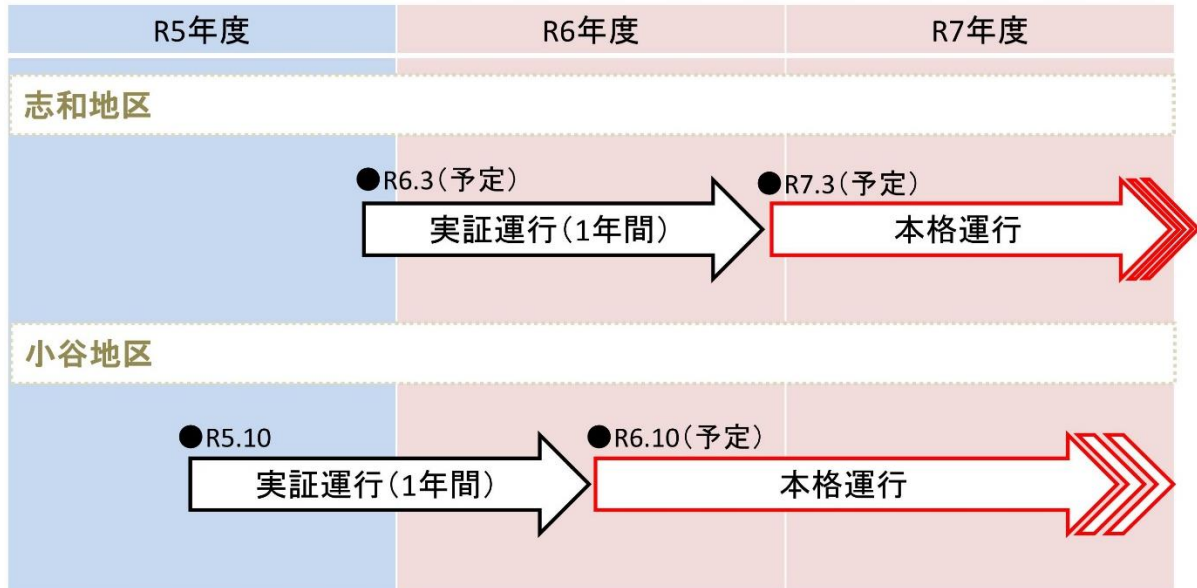 R5年度 R6年度 R7年度
志和地区
●R6.3(予定) ●R7.3(予定)
実証運行(1年間) 本格運行
小谷地区
●R5.10 ●R6.10(予定)
実証運行(1年間) 本格運行